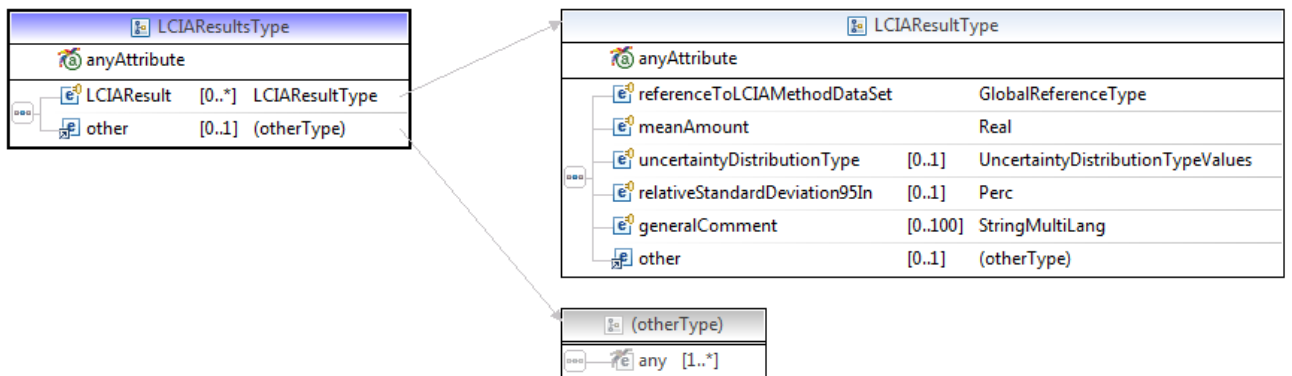 LCIAResultsType
anyAttribute
LCIAResult [0..*] LCIAResultType
other [0..1] (otherType)
LCIAResultType
anyAttribute
referenceToLCIAMethodDataSet GlobalReferenceType
meanAmount Real
uncertaintyDistributionType [0..1] UncertaintyDistributionTypeValues
relativeStandardDeviation95In [0..1] Perc
generalComment [0..100] StringMultiLang
other [0..1] (otherType)
(otherType)
any [1..*]